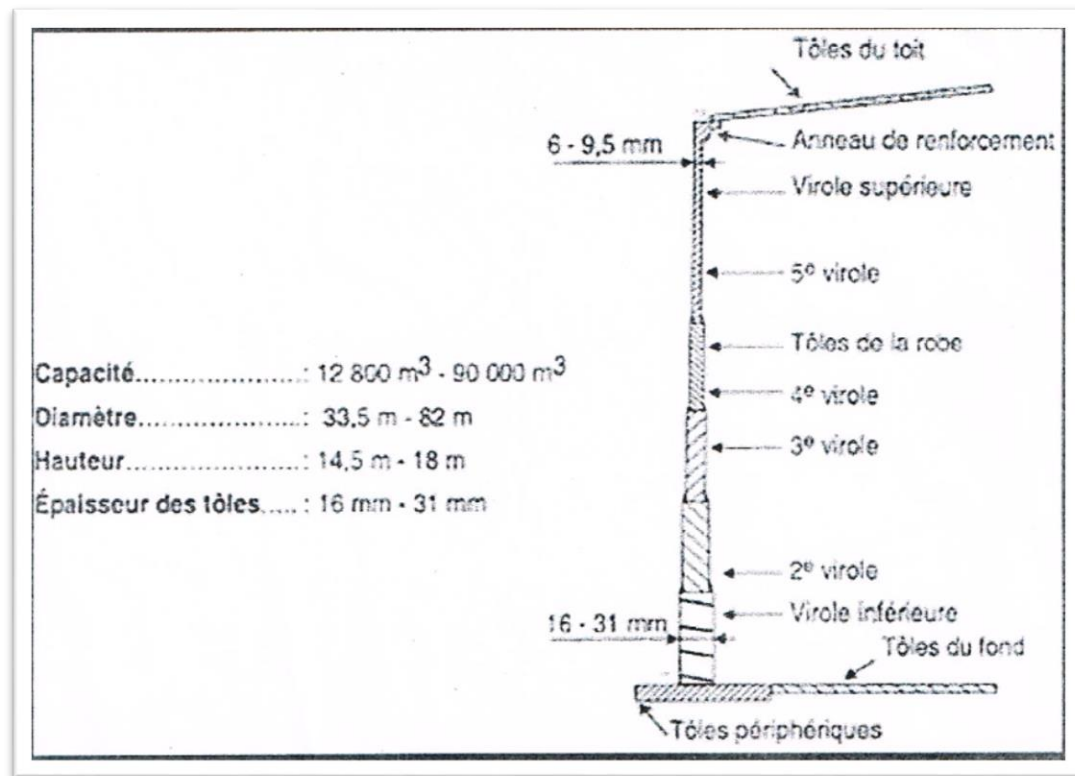 Tôles du toit
6 - 9,5 mm
Anneau de renforcement
Virole supérieure
5e virole
Tôles de la robe
Capacité......................: 12 800 m3 - 90 000 m3
4e virole
Diamètre......................: 33,5 m - 82 m
3e virole
Hauteur.......................: 14,5 m - 18 m
Épaisseur des tôles.....: 16 mm - 31 mm
2e virole
Virole inférieure
16 - 31 mm
Tôles du fond
Tôles périphériques